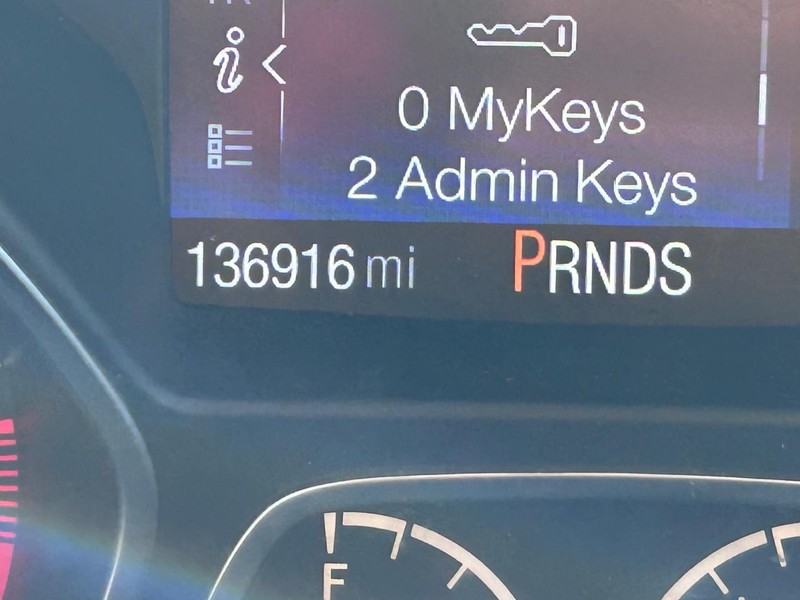 0 MyKeys
2 Admin Keys
136916 mi PRNDS
F